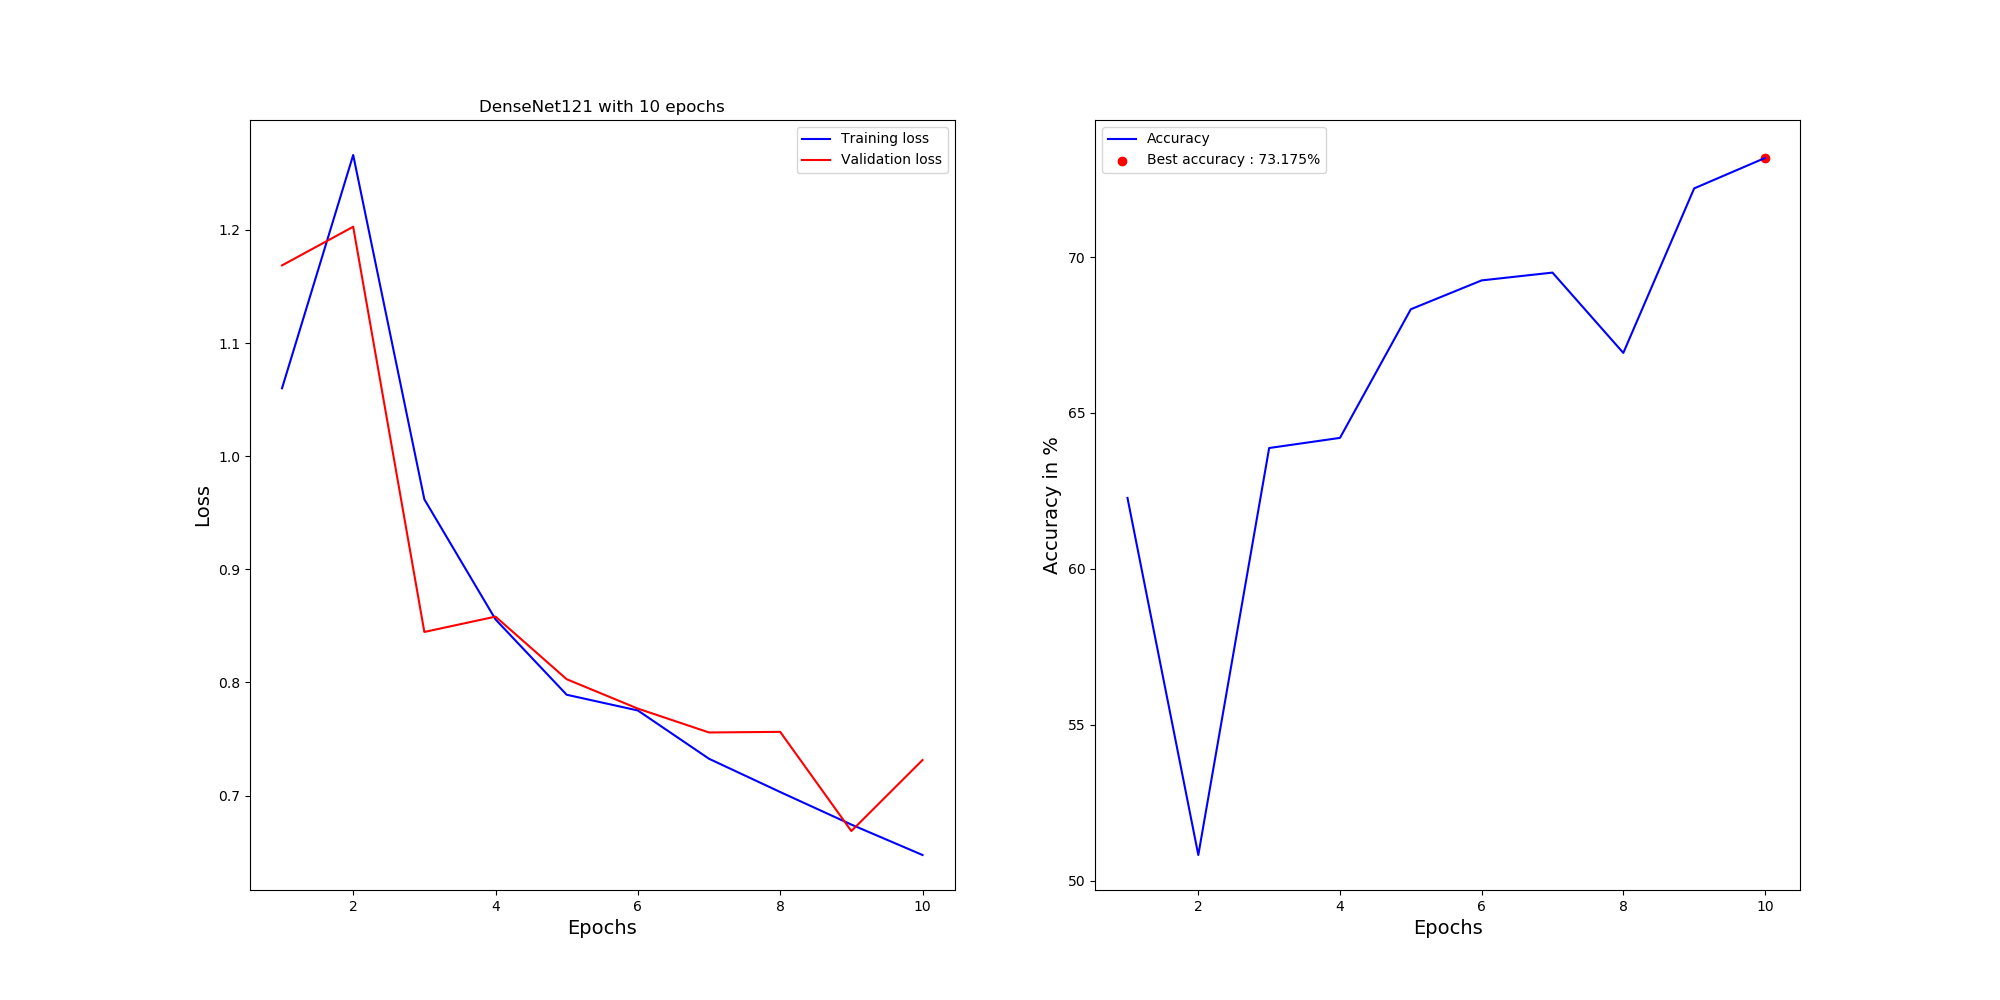 DenseNet121 with 10 epochs
Training loss
Validation loss
1.2
1.1
1.0
0.9
0.8
0.7
Loss
2 4 6 8 10
Epochs
Accuracy
Best accuracy : 73.175%
70
65
60
55
50
Accuracy in %
2 4 6 8 10
Epochs